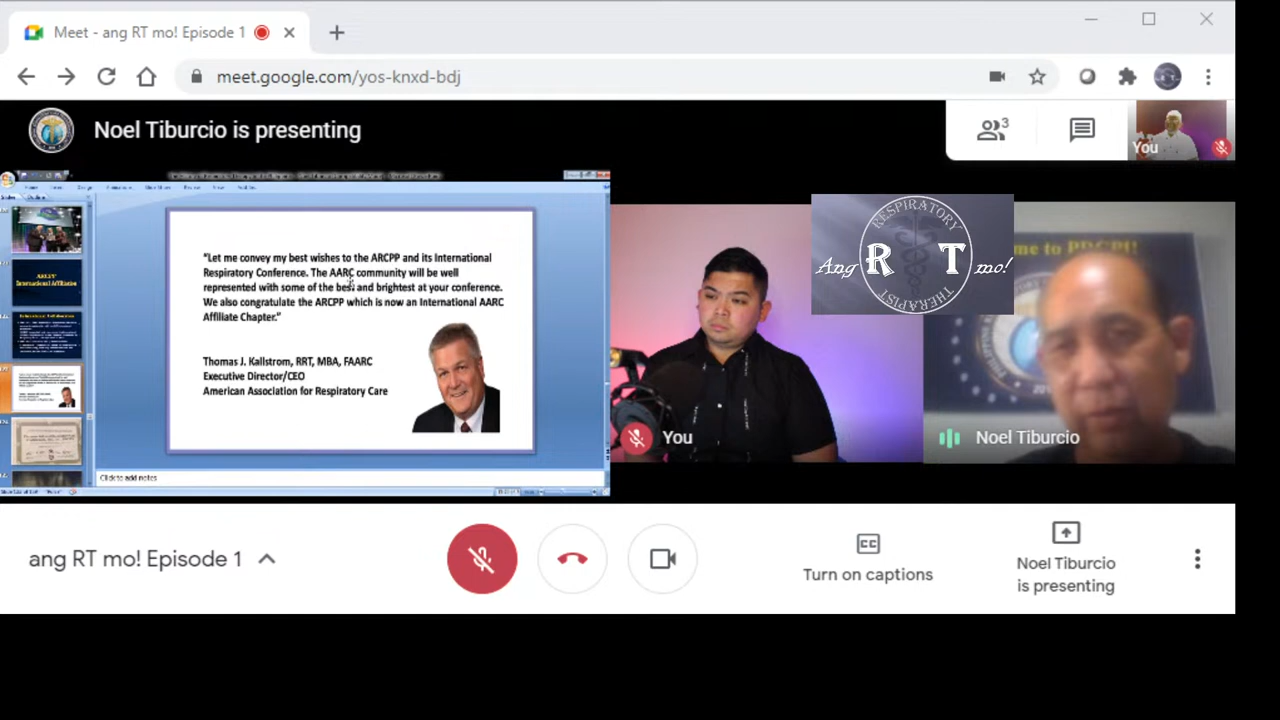 Meet - ang RT mo! Episode 1
meet.google.com/yos-knxd-bdj
Noel Tiburcio is presenting
3
You
"Let me convey my best wishes to the ARCPP and its International
Respiratory Conference. The AARC community will be well
represented with some of the best and brightest at your conference.
We also congratulate the ARCPP which is now an International AARC
Affiliate Chapter."
Thomas J. Kallstrom, RRT, MBA, FAARC
Executive Director/CEO
American Association for Respiratory Care
Click to add notes
RESPIRATORY
Ang R T mo!
THERAPIST
You
me to PDCPH!
Noel Tiburcio
ang RT mo! Episode 1
CC
Turn on captions
Noel Tiburcio
is presenting